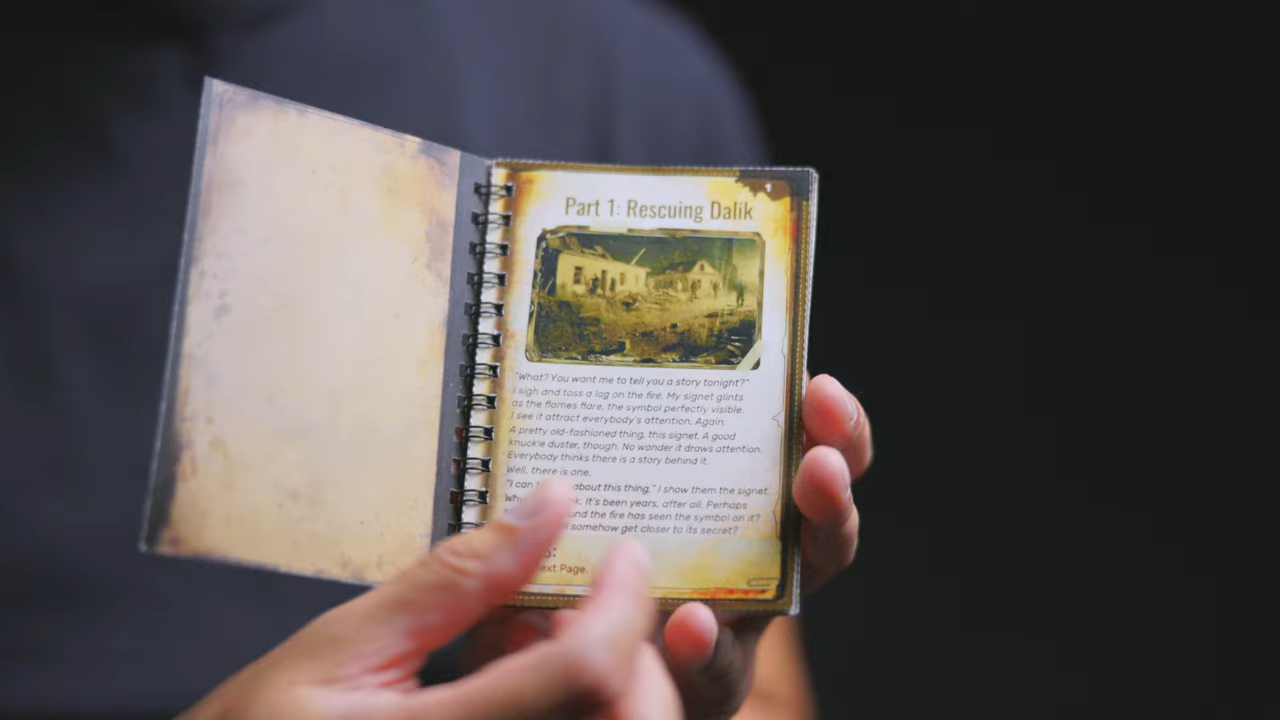 1
Part 1: Rescuing Dalik
"What? You want me to tell you a story tonight?"
I sigh and toss a log on the fire. My signet glints
as the flames flare, the symbol perfectly visible.
I see it attract everybody's attention. Again.
A pretty old-fashioned thing, this signet. A good
knuckle duster, though. No wonder it draws attention.
Everybody thinks there is a story behind it.
Well, there is one.
"I can about this thing," I show them the signet.
It's been years, after all. Perhaps
the fire has seen the symbol on it?
somehow get closer to its secret?
Page.